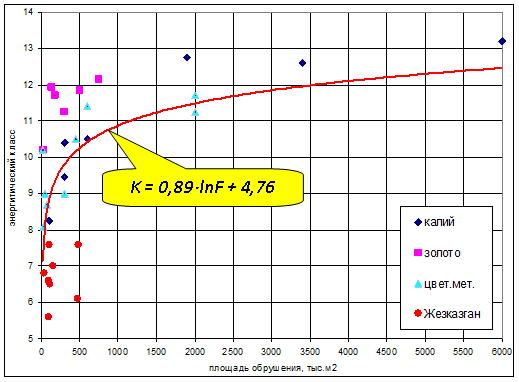 14
13
12
11
10
9
8
7
6
5
энергитический класс
K = 0,89·lnF + 4,76
калий
золото
цвет.мет.
Жезказган
0 500 1000 1500 2000 2500 3000 3500 4000 4500 5000 5500 6000
площадь обрушения, тыс.м2